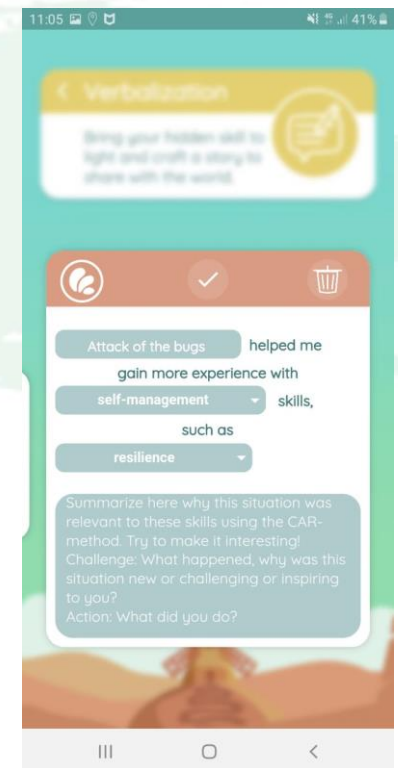 11:05
41%
Verbalization
Bring your hidden skill to
light and craft a story to
share with the world.
Attack of the bugs helped me
gain more experience with
self-management skills,
such as
resilience
Summarize here why this situation was
relevant to these skills using the CAR-
method. Try to make it interesting!
Challenge: What happened, why was this
situation new or challenging or inspiring
to you?
Action: What did you do?